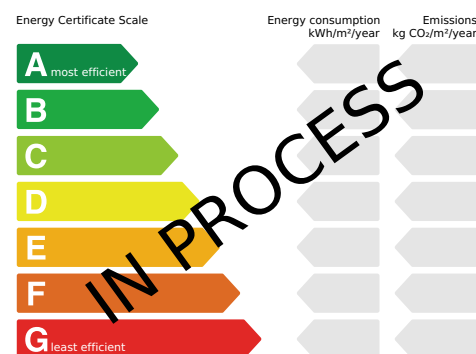 Energy Certificate Scale
Energy consumption
kWh/m²/year
Emissions
kg CO₂/m²/year
A most efficient
B
C
D
E
F
G least efficient
IN PROCESS